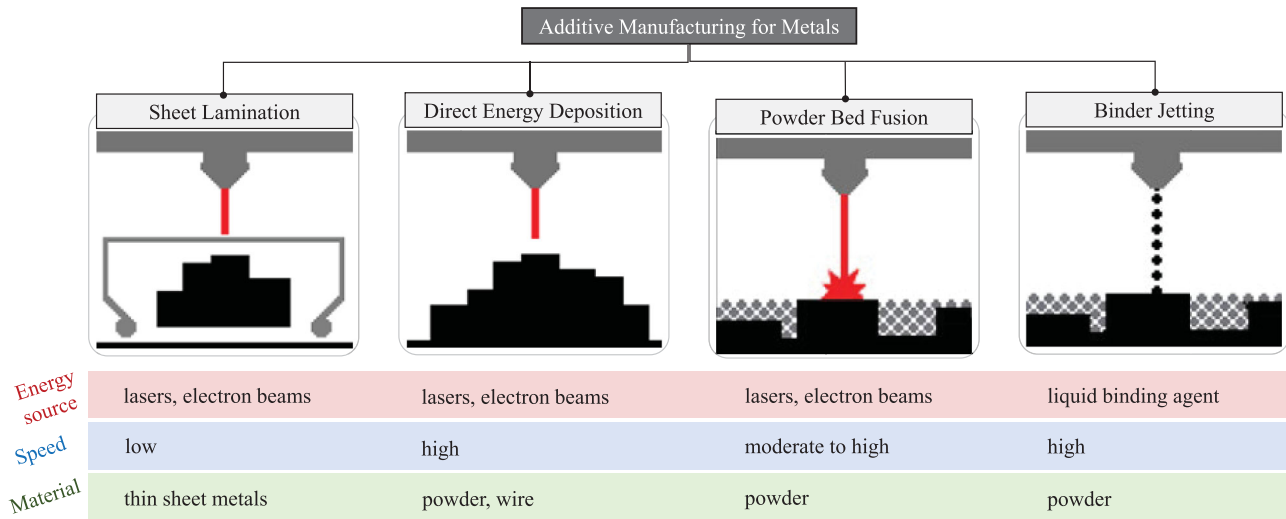 Additive Manufacturing for Metals
Sheet Lamination
Direct Energy Deposition
Powder Bed Fusion
Binder Jetting
Energy
source
lasers, electron beams
lasers, electron beams
lasers, electron beams
liquid binding agent
Speed
low
high
moderate to high
high
Material
thin sheet metals
powder, wire
powder
powder